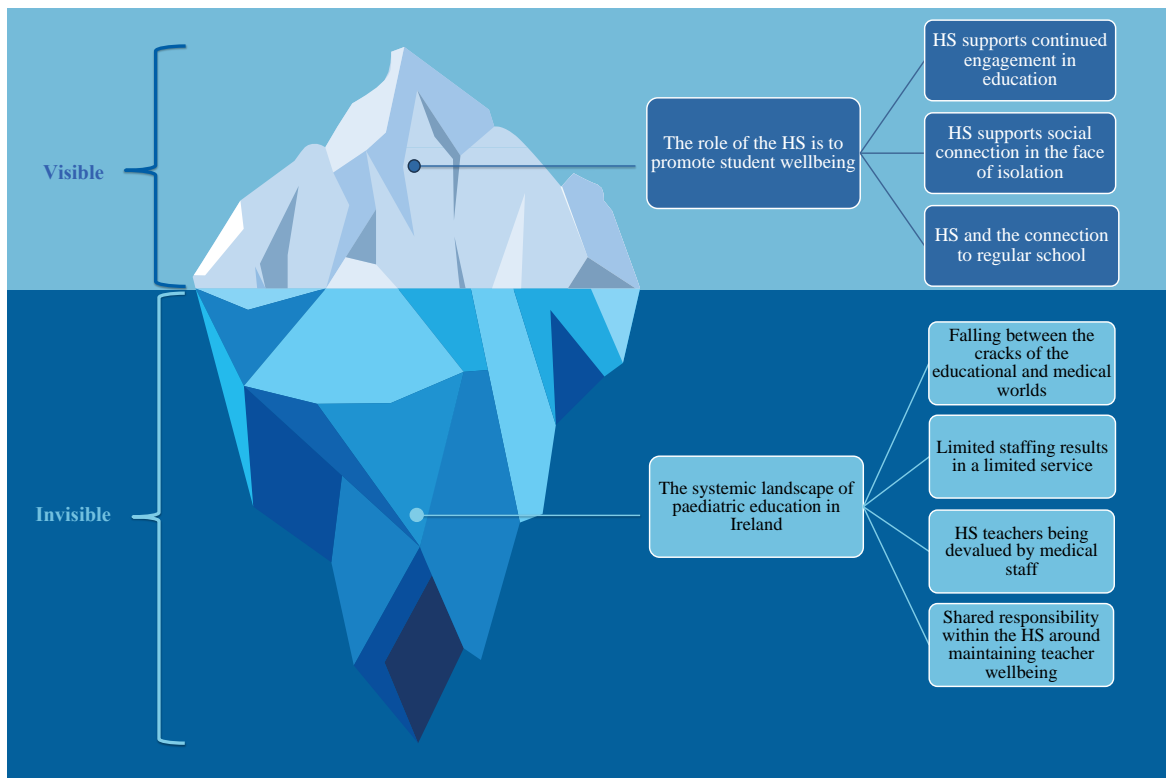 Visible
The role of the HS is to
promote student wellbeing
HS supports continued
engagement in
education
HS supports social
connection in the face
of isolation
HS and the connection
to regular school
Invisible
The systemic landscape of
paediatric education in
Ireland
Falling between the
cracks of the
educational and medical
worlds
Limited staffing results
in a limited service
HS teachers being
devalued by medical
staff
Shared responsibility
within the HS around
maintaining teacher
wellbeing